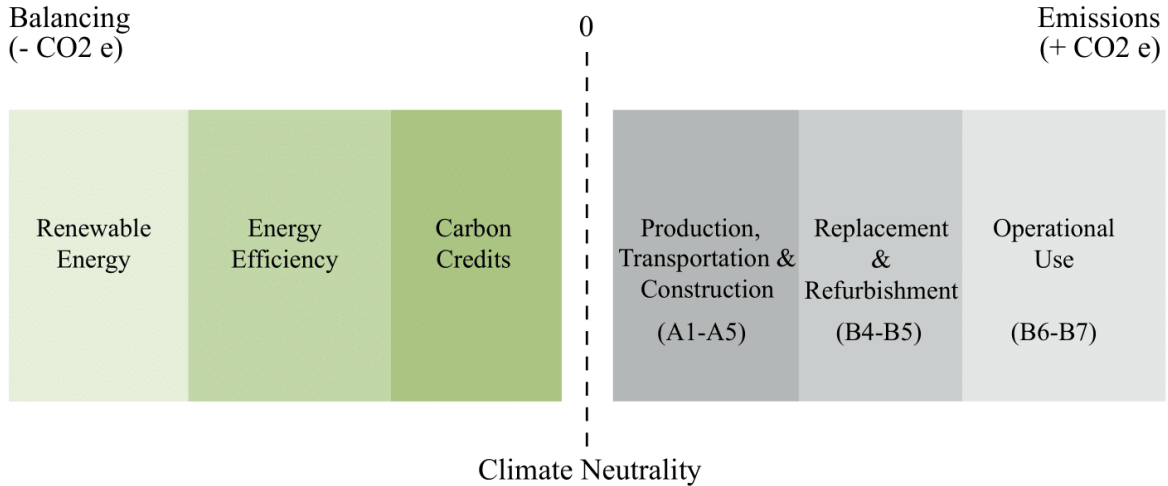 Balancing
(- CO2 e)
0
Emissions
(+ CO2 e)
Renewable
Energy
Energy
Efficiency
Carbon
Credits
Production,
Transportation &
Construction
(A1-A5)
Replacement
&
Refurbishment
(B4-B5)
Operational
Use
(B6-B7)
Climate Neutrality